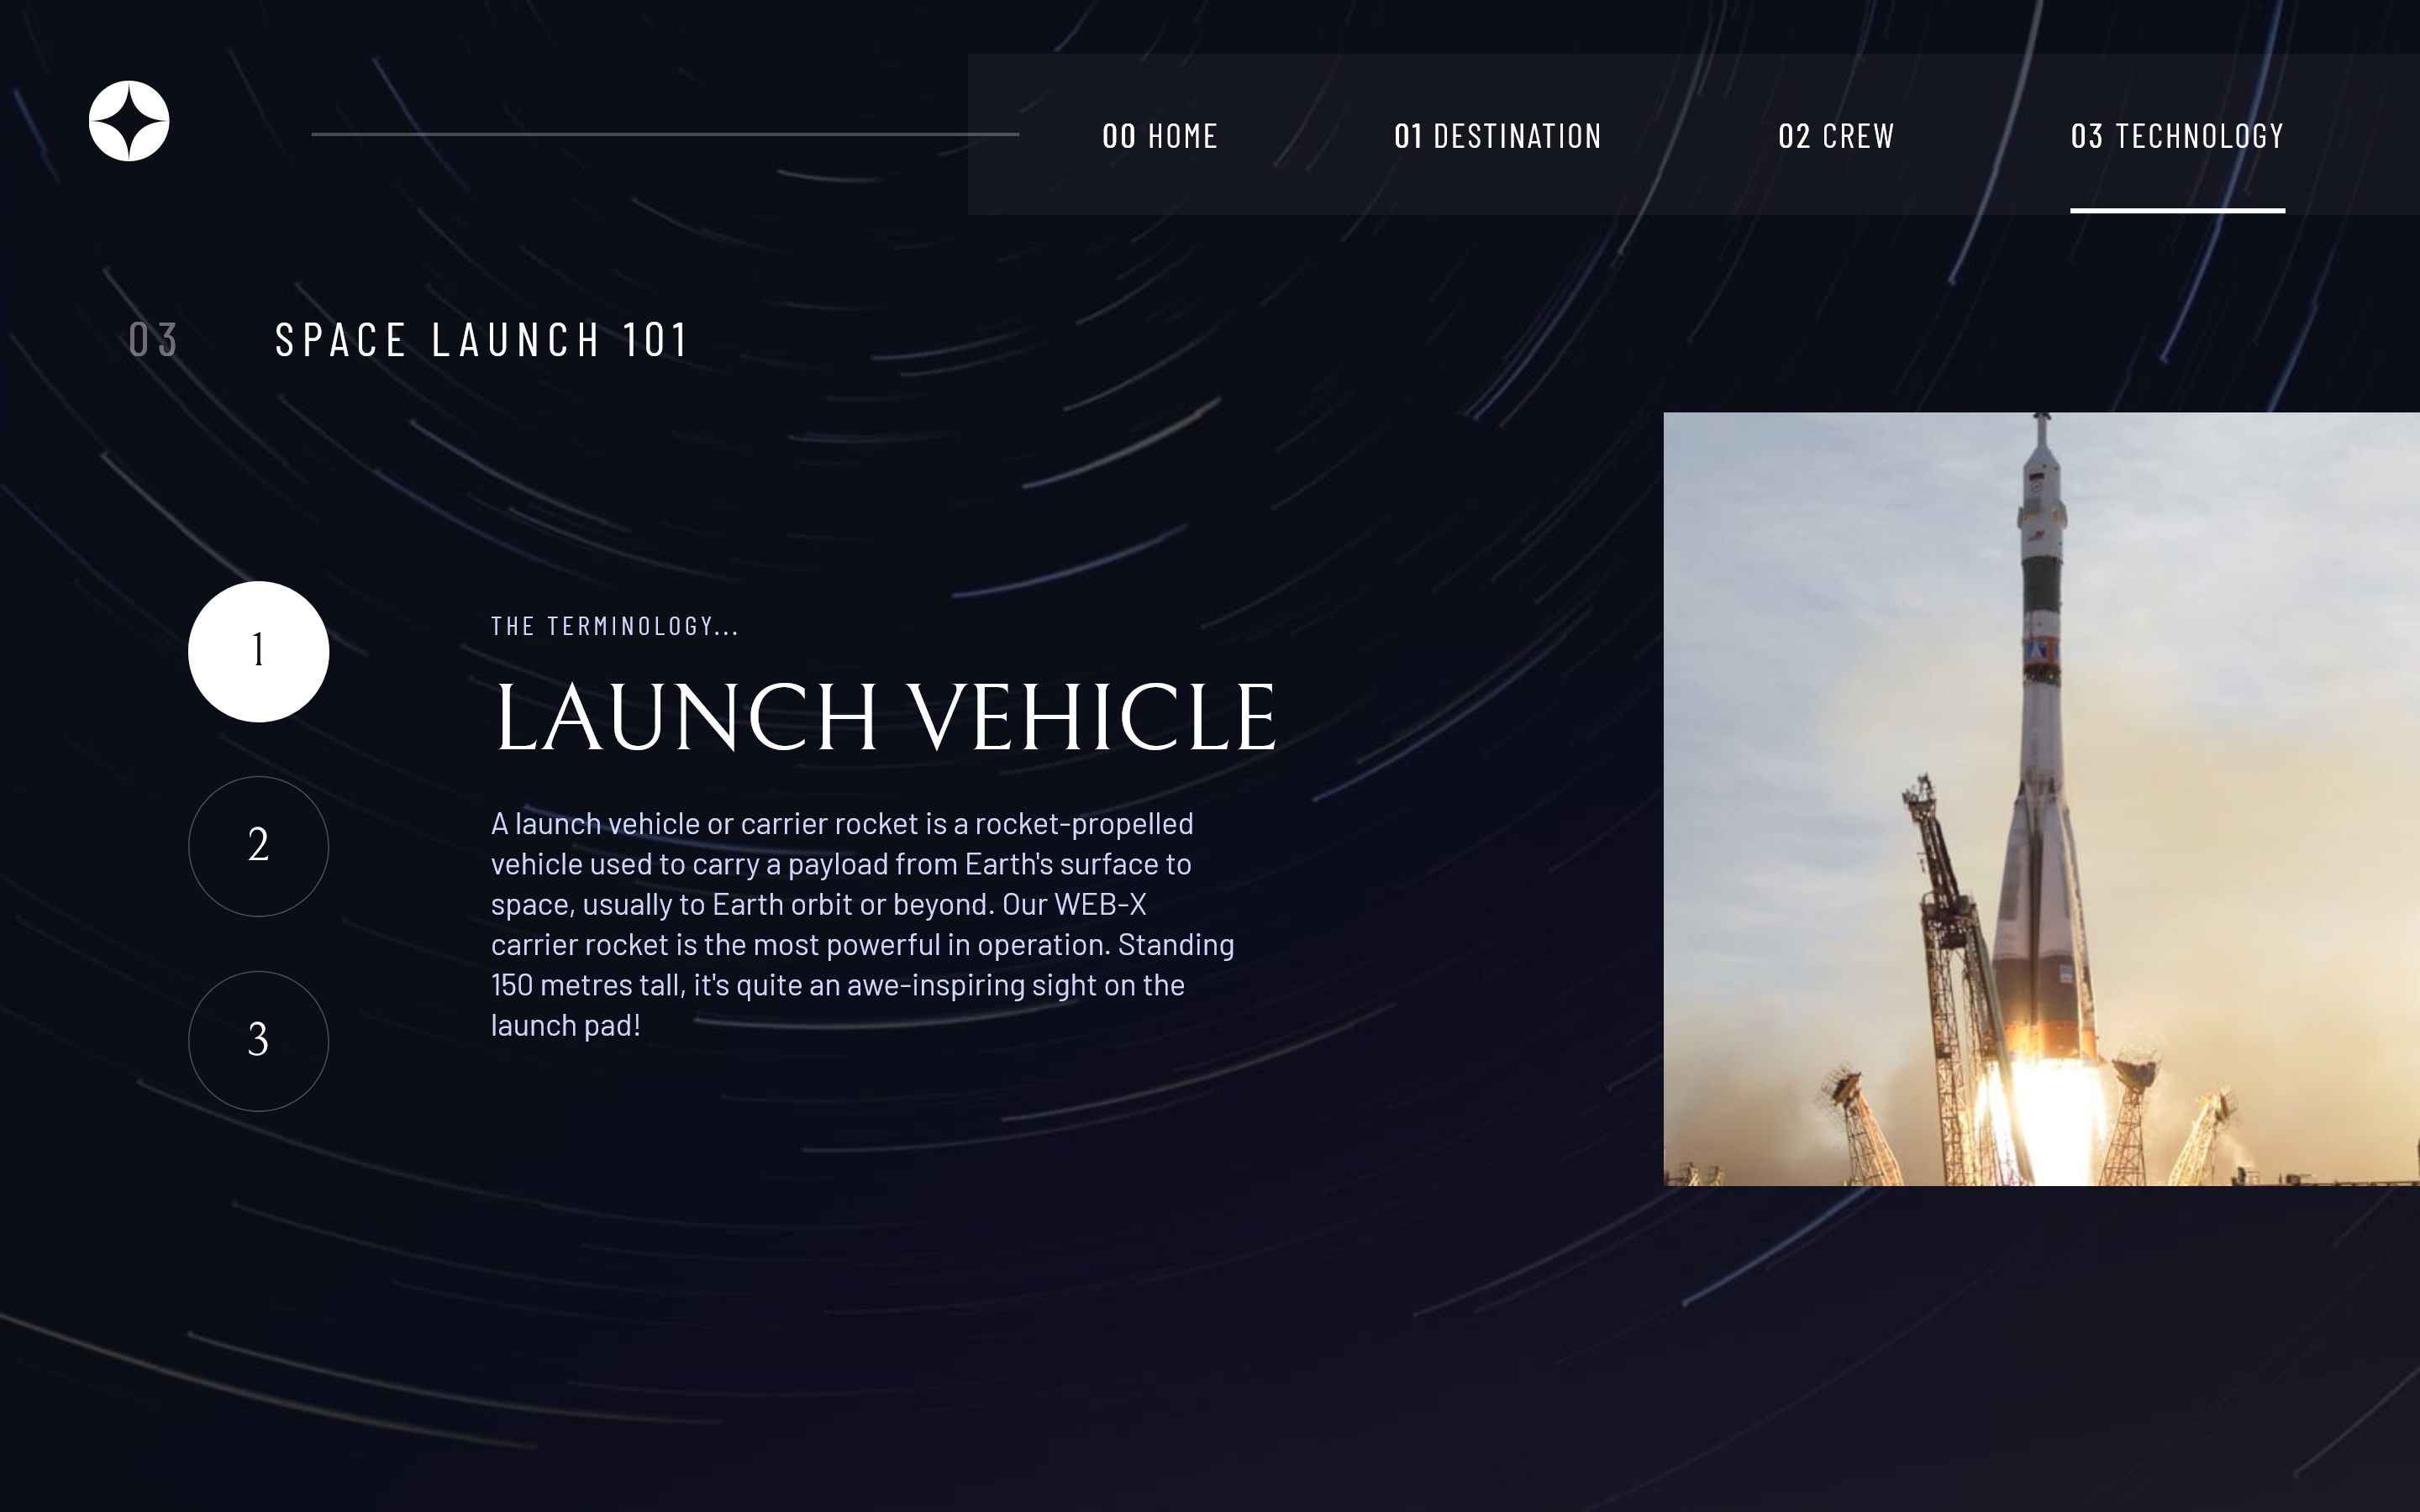 00 HOME
01 DESTINATION
02 CREW
03 TECHNOLOGY
03 SPACE LAUNCH 101
1
2
3
THE TERMINOLOGY...
LAUNCH VEHICLE
A launch vehicle or carrier rocket is a rocket-propelled
vehicle used to carry a payload from Earth's surface to
space, usually to Earth orbit or beyond. Our WEB-X
carrier rocket is the most powerful in operation. Standing
150 metres tall, it's quite an awe-inspiring sight on the
launch pad!